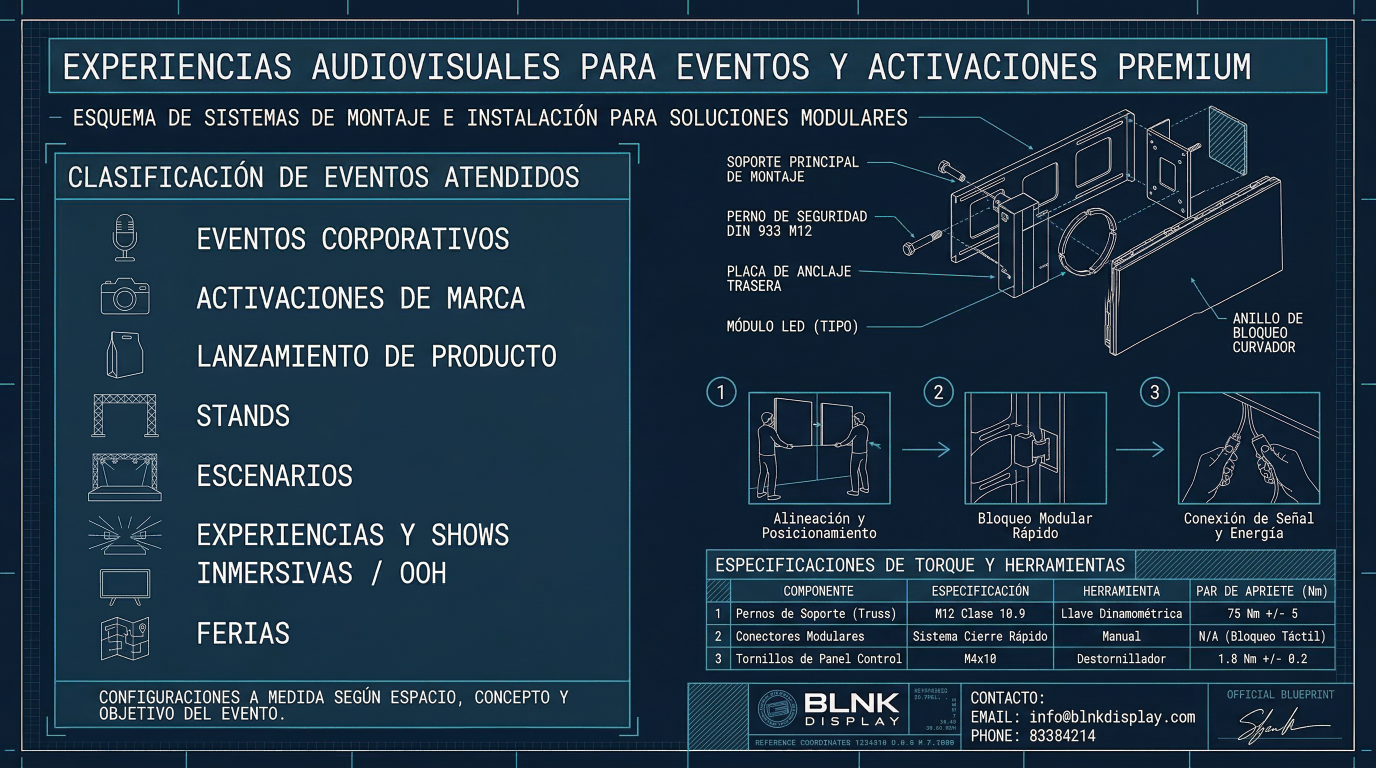 EXPERIENCIAS AUDIOVISUALES PARA EVENTOS Y ACTIVACIONES PREMIUM
ESQUEMA DE SISTEMAS DE MONTAJE E INSTALACIÓN PARA SOLUCIONES MODULARES
CLASIFICACIÓN DE EVENTOS ATENDIDOS
EVENTOS CORPORATIVOS
ACTIVACIONES DE MARCA
LANZAMIENTO DE PRODUCTO
STANDS
ESCENARIOS
EXPERIENCIAS Y SHOWS
INMERSIVAS / OOH
FERIAS
CONFIGURACIONES A MEDIDA SEGÚN ESPACIO, CONCEPTO Y
OBJETIVO DEL EVENTO.
SOPORTE PRINCIPAL
DE MONTAJE
PERNO DE SEGURIDAD
DIN 933 M12
PLACA DE ANCLAJE
TRASERA
MÓDULO LED (TIPO)
ANILLO DE
BLOQUEO
CURVADOR
1
2
3
Alineación y
Posicionamiento
Bloqueo Modular
Rápido
Conexión de Señal
y Energía
ESPECIFICACIONES DE TORQUE Y HERRAMIENTAS
COMPONENTE ESPECIFICACIÓN HERRAMIENTA PAR DE APRIETE (Nm)
1 Pernos de Soporte (Truss) M12 Clase 10.9 Llave Dinamométrica 75 Nm +/- 5
2 Conectores Modulares Sistema Cierre Rápido Manual N/A (Bloqueo Táctil)
3 Tornillos de Panel Control M4x10 Destornillador 1.8 Nm +/- 0.2
BLNK
DISPLAY
REFERENCE COORDINATES
CONTACTO:
EMAIL: info@blnkdisplay.com
PHONE: 83384214
OFFICIAL BLUEPRINT